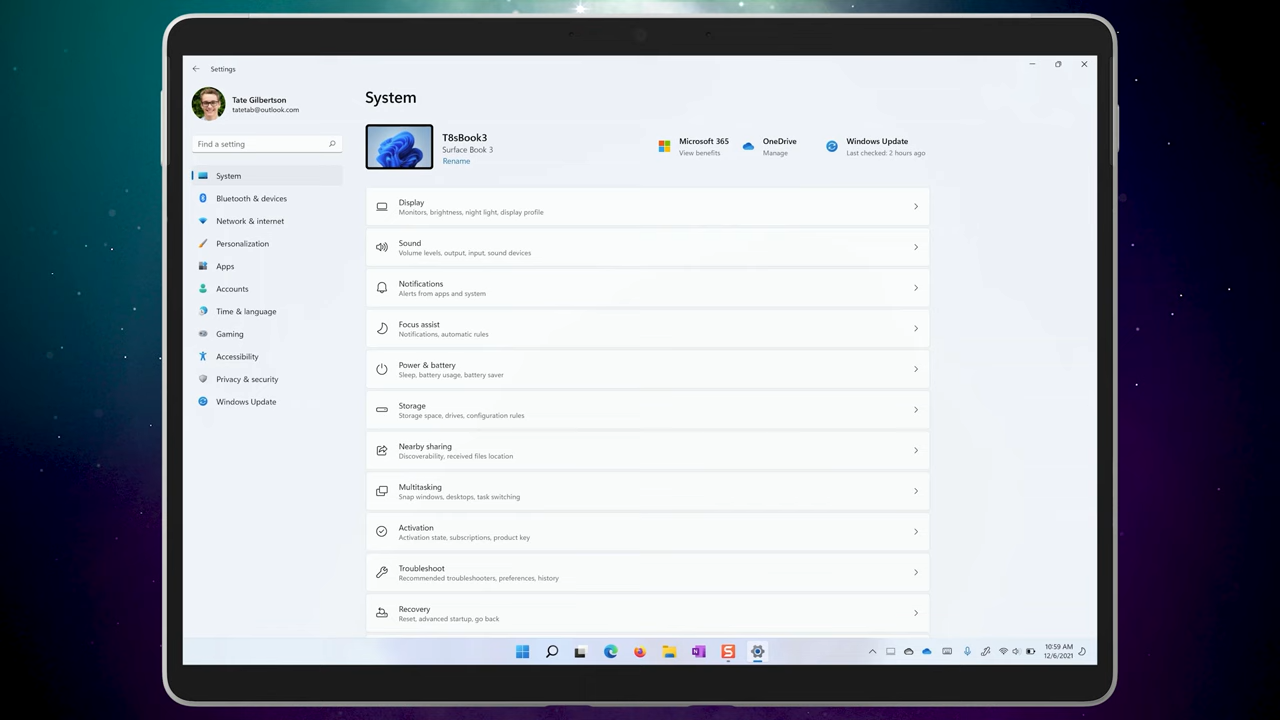 Settings
Tate Gilbertson
tatetab@outlook.com
Find a setting
System
Bluetooth & devices
Network & internet
Personalization
Apps
Accounts
Time & language
Gaming
Accessibility
Privacy & security
Windows Update
System
T8sBook3
Surface Book 3
Rename
Microsoft 365
View benefits
OneDrive
Manage
Windows Update
Last checked: 2 hours ago
Display
Monitors, brightness, night light, display profile
Sound
Volume levels, output, input, sound devices
Notifications
Alerts from apps and system
Focus assist
Notifications, automatic rules
Power & battery
Sleep, battery usage, battery saver
Storage
Storage space, drives, configuration rules
Nearby sharing
Discoverability, received files location
Multitasking
Snap windows, desktops, task switching
Activation
Activation state, subscriptions, product key
Troubleshoot
Recommended troubleshooters, preferences, history
Recovery
Reset, advanced startup, go back
N
S
10:59 AM
12/6/2021